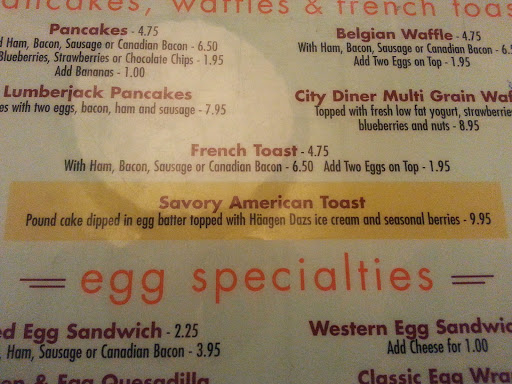 pancakes, waffles & french toast
Pancakes - 4.75
Ham, Bacon, Sausage or Canadian Bacon - 6.50
Blueberries, Strawberries or Chocolate Chips - 1.95
Add Bananas - 1.00
Belgian Waffle - 4.75
With Ham, Bacon, Sausage or Canadian Bacon - 6.5
Add Two Eggs on Top - 1.95
Lumberjack Pancakes
es with two eggs, bacon, ham and sausage - 7.95
City Diner Multi Grain Waf
Topped with fresh low fat yogurt, strawberries
blueberries and nuts - 8.95
French Toast - 4.75
With Ham, Bacon, Sausage or Canadian Bacon - 6.50 Add Two Eggs on Top - 1.95
Savory American Toast
Pound cake dipped in egg batter topped with Häagen Dazs ice cream and seasonal berries - 9.95
egg specialties
ed Egg Sandwich - 2.25
, Ham, Sausage or Canadian Bacon - 3.95
Western Egg Sandwic
Add Cheese for 1.00
on & Egg Quesadilla
Classic Egg Wrap